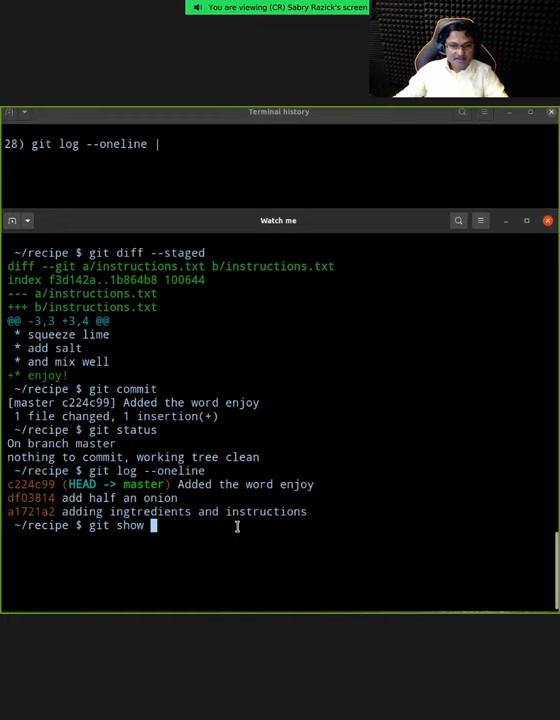 You are viewing (CR) Sabry Razick's screen
Terminal history
28) git log --oneline |
Watch me
~/recipe $ git diff --staged
diff --git a/instructions.txt b/instructions.txt
index f3d142a..1b864b8 100644
--- a/instructions.txt
+++ b/instructions.txt
@@ -3,3 +3,4 @@
* squeeze lime
* add salt
* and mix well
+* enjoy!
~/recipe $ git commit
[master c224c99] Added the word enjoy
1 file changed, 1 insertion(+)
~/recipe $ git status
On branch master
nothing to commit, working tree clean
~/recipe $ git log --oneline
c224c99 (HEAD -> master) Added the word enjoy
df03814 add half an onion
a1721a2 adding ingtredients and instructions
~/recipe $ git show